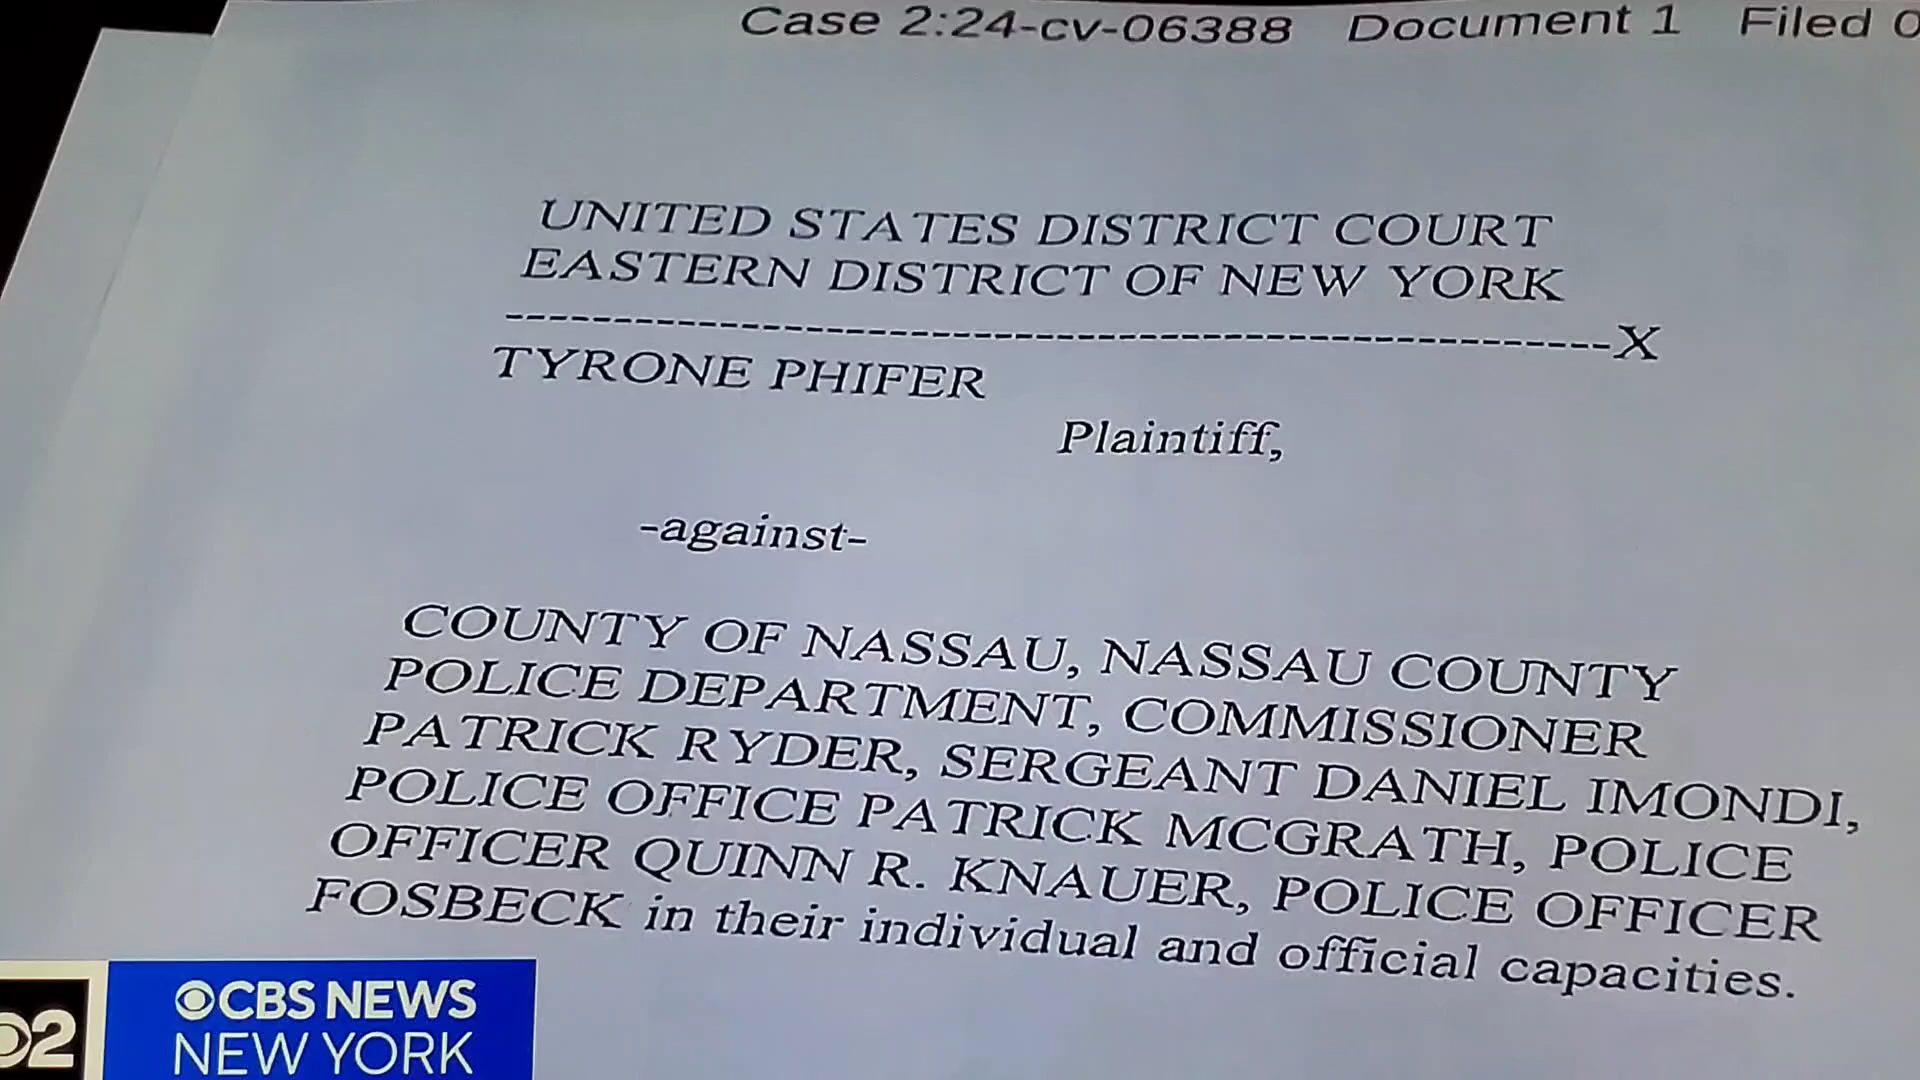 Case 2:24-cv-06388 Document 1 Filed 0
UNITED STATES DISTRICT COURT
EASTERN DISTRICT OF NEW YORK
--------------------------------------------------------------X
TYRONE PHIFER
Plaintiff,
-against-
COUNTY OF NASSAU, NASSAU COUNTY
POLICE DEPARTMENT, COMMISSIONER
PATRICK RYDER, SERGEANT DANIEL IMONDI,
POLICE OFFICE PATRICK MCGRATH, POLICE
OFFICER QUINN R. KNAUER, POLICE OFFICER
FOSBECK in their individual and official capacities.
2
CBS NEWS
NEW YORK